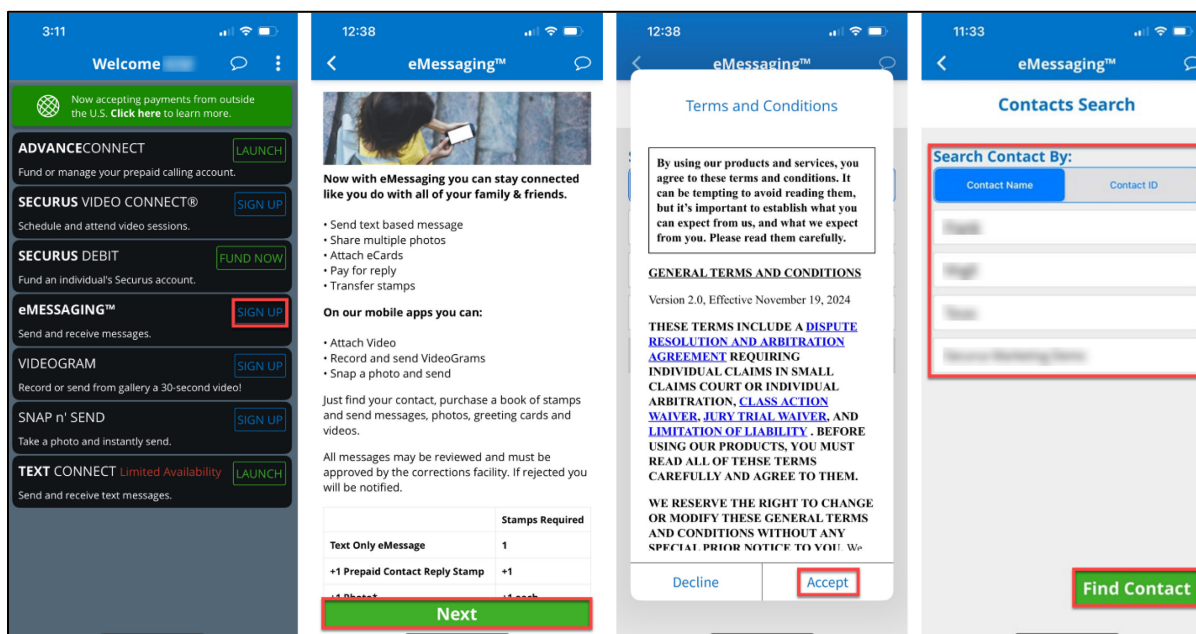 3:11
Welcome
Now accepting payments from outside
the U.S. Click here to learn more.
ADVANCECONNECT
LAUNCH
Fund or manage your prepaid calling account.
SECURUS VIDEO CONNECT®
SIGN UP
Schedule and attend video sessions.
SECURUS DEBIT
FUND NOW
Fund an individual's Securus account.
eMESSAGING™
SIGN UP
Send and receive messages.
VIDEOGRAM
SIGN UP
Record or send from gallery a 30-second video!
SNAP n' SEND
SIGN UP
Take a photo and instantly send.
TEXT CONNECT Limited Availability
LAUNCH
Send and receive text messages.
12:38
eMessaging™
Now with eMessaging you can stay connected
like you do with all of your family & friends.
• Send text based message
• Share multiple photos
• Attach eCards
• Pay for reply
• Transfer stamps
On our mobile apps you can:
• Attach Video
• Record and send VideoGrams
• Snap a photo and send
Just find your contact, purchase a book of stamps
and send messages, photos, greeting cards and
videos.
All messages may be reviewed and must be
approved by the corrections facility. If rejected you
will be notified.
Stamps Required
Text Only eMessage 1
+1 Prepaid Contact Reply Stamp +1
+1 Photo* +1 each
Next
12:38
eMessaging™
Terms and Conditions
By using our products and services, you
agree to these terms and conditions. It
can be tempting to avoid reading them,
but it's important to establish what you
can expect from us, and what we expect
from you. Please read them carefully.
GENERAL TERMS AND CONDITIONS
Version 2.0, Effective November 19, 2024
THESE TERMS INCLUDE A DISPUTE
RESOLUTION AND ARBITRATION
AGREEMENT REQUIRING
INDIVIDUAL CLAIMS IN SMALL
CLAIMS COURT OR INDIVIDUAL
ARBITRATION, CLASS ACTION
WAIVER, JURY TRIAL WAIVER, AND
LIMITATION OF LIABILITY . BEFORE
USING OUR PRODUCTS, YOU MUST
READ ALL OF TEHSE TERMS
CAREFULLY AND AGREE TO THEM.
WE RESERVE THE RIGHT TO CHANGE
OR MODIFY THESE GENERAL TERMS
AND CONDITIONS WITHOUT ANY
SPECIAL PRIOR NOTICE TO YOU. We
Decline
Accept
11:33
eMessaging™
Contacts Search
Search Contact By:
Contact Name
Contact ID
Find Contact